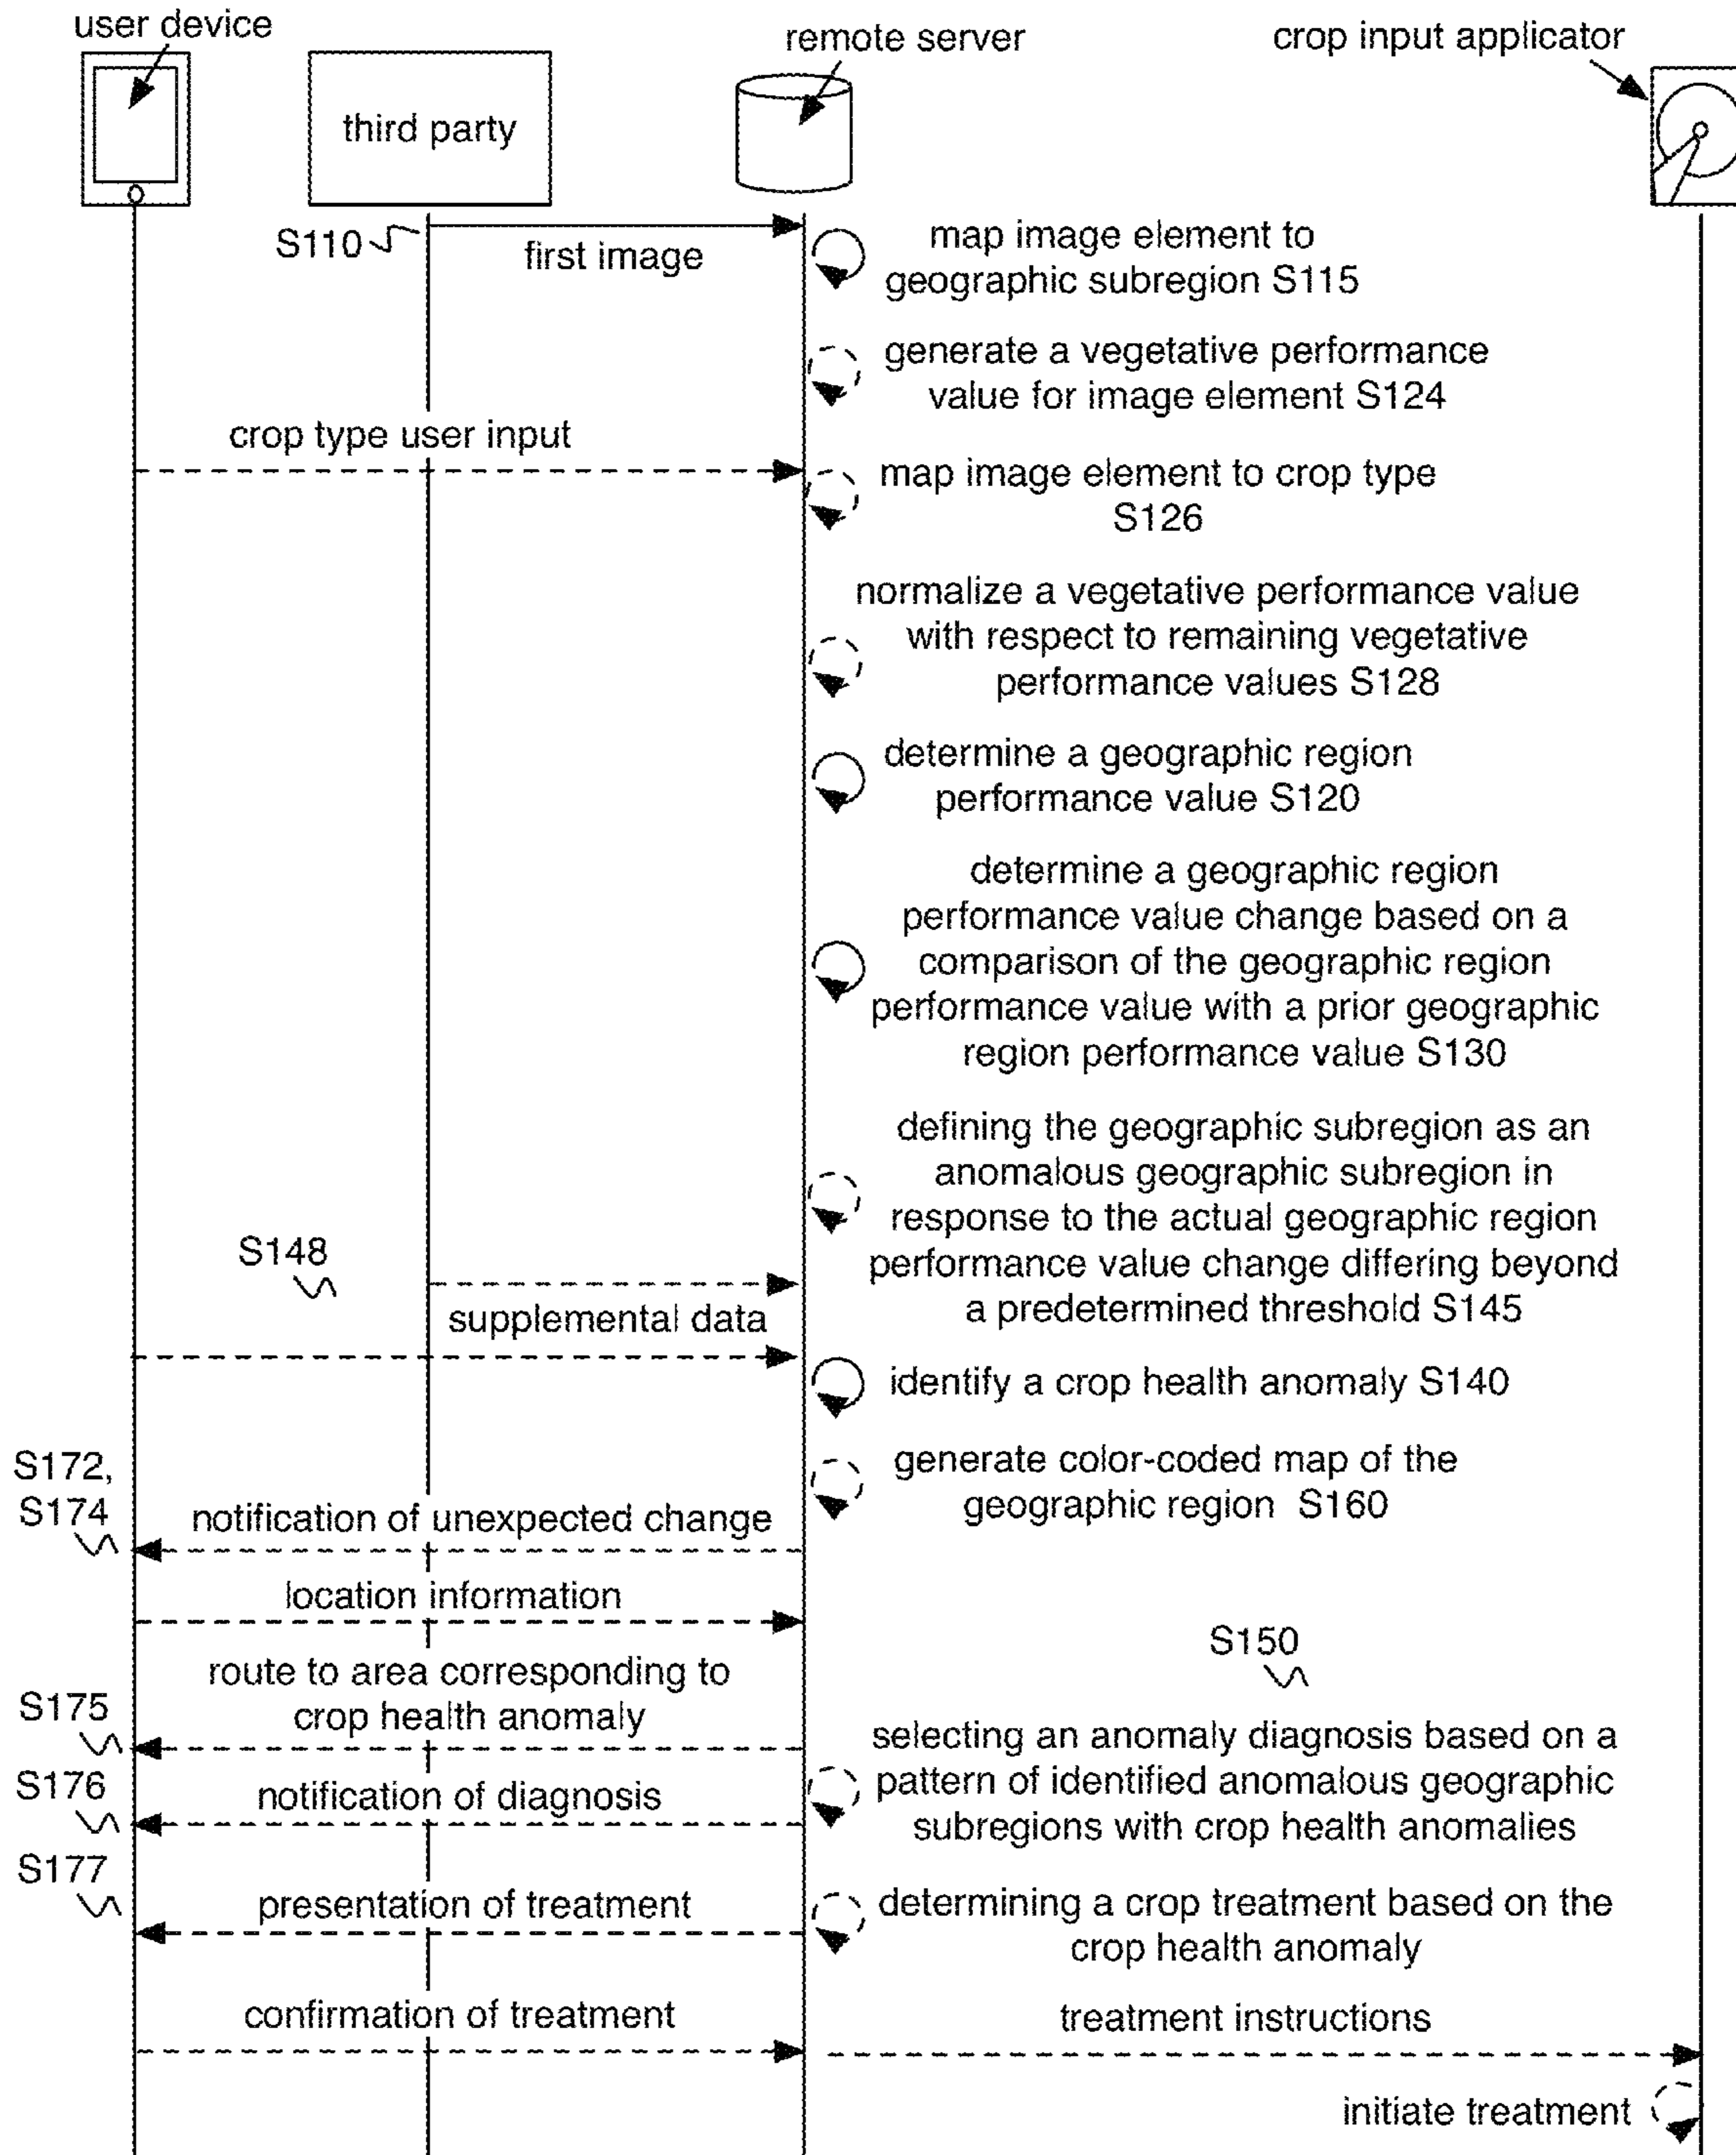 user device
remote server
crop input applicator
third party
S110
first image
map image element to
geographic subregion S115
generate a vegetative performance
value for image element S124
crop type user input
map image element to crop type
S126
normalize a vegetative performance value
with respect to remaining vegetative
performance values S128
determine a geographic region
performance value S120
determine a geographic region
performance value change based on a
comparison of the geographic region
performance value with a prior geographic
region performance value S130
defining the geographic subregion as an
anomalous geographic subregion in
response to the actual geographic region
performance value change differing beyond
a predetermined threshold S145
S148
supplemental data
identify a crop health anomaly S140
generate color-coded map of the
geographic region S160
S172,
S174
notification of unexpected change
location information
S150
route to area corresponding to
crop health anomaly
S175
selecting an anomaly diagnosis based on a
pattern of identified anomalous geographic
subregions with crop health anomalies
S176
notification of diagnosis
S177
presentation of treatment
determining a crop treatment based on the
crop health anomaly
confirmation of treatment
treatment instructions
initiate treatment